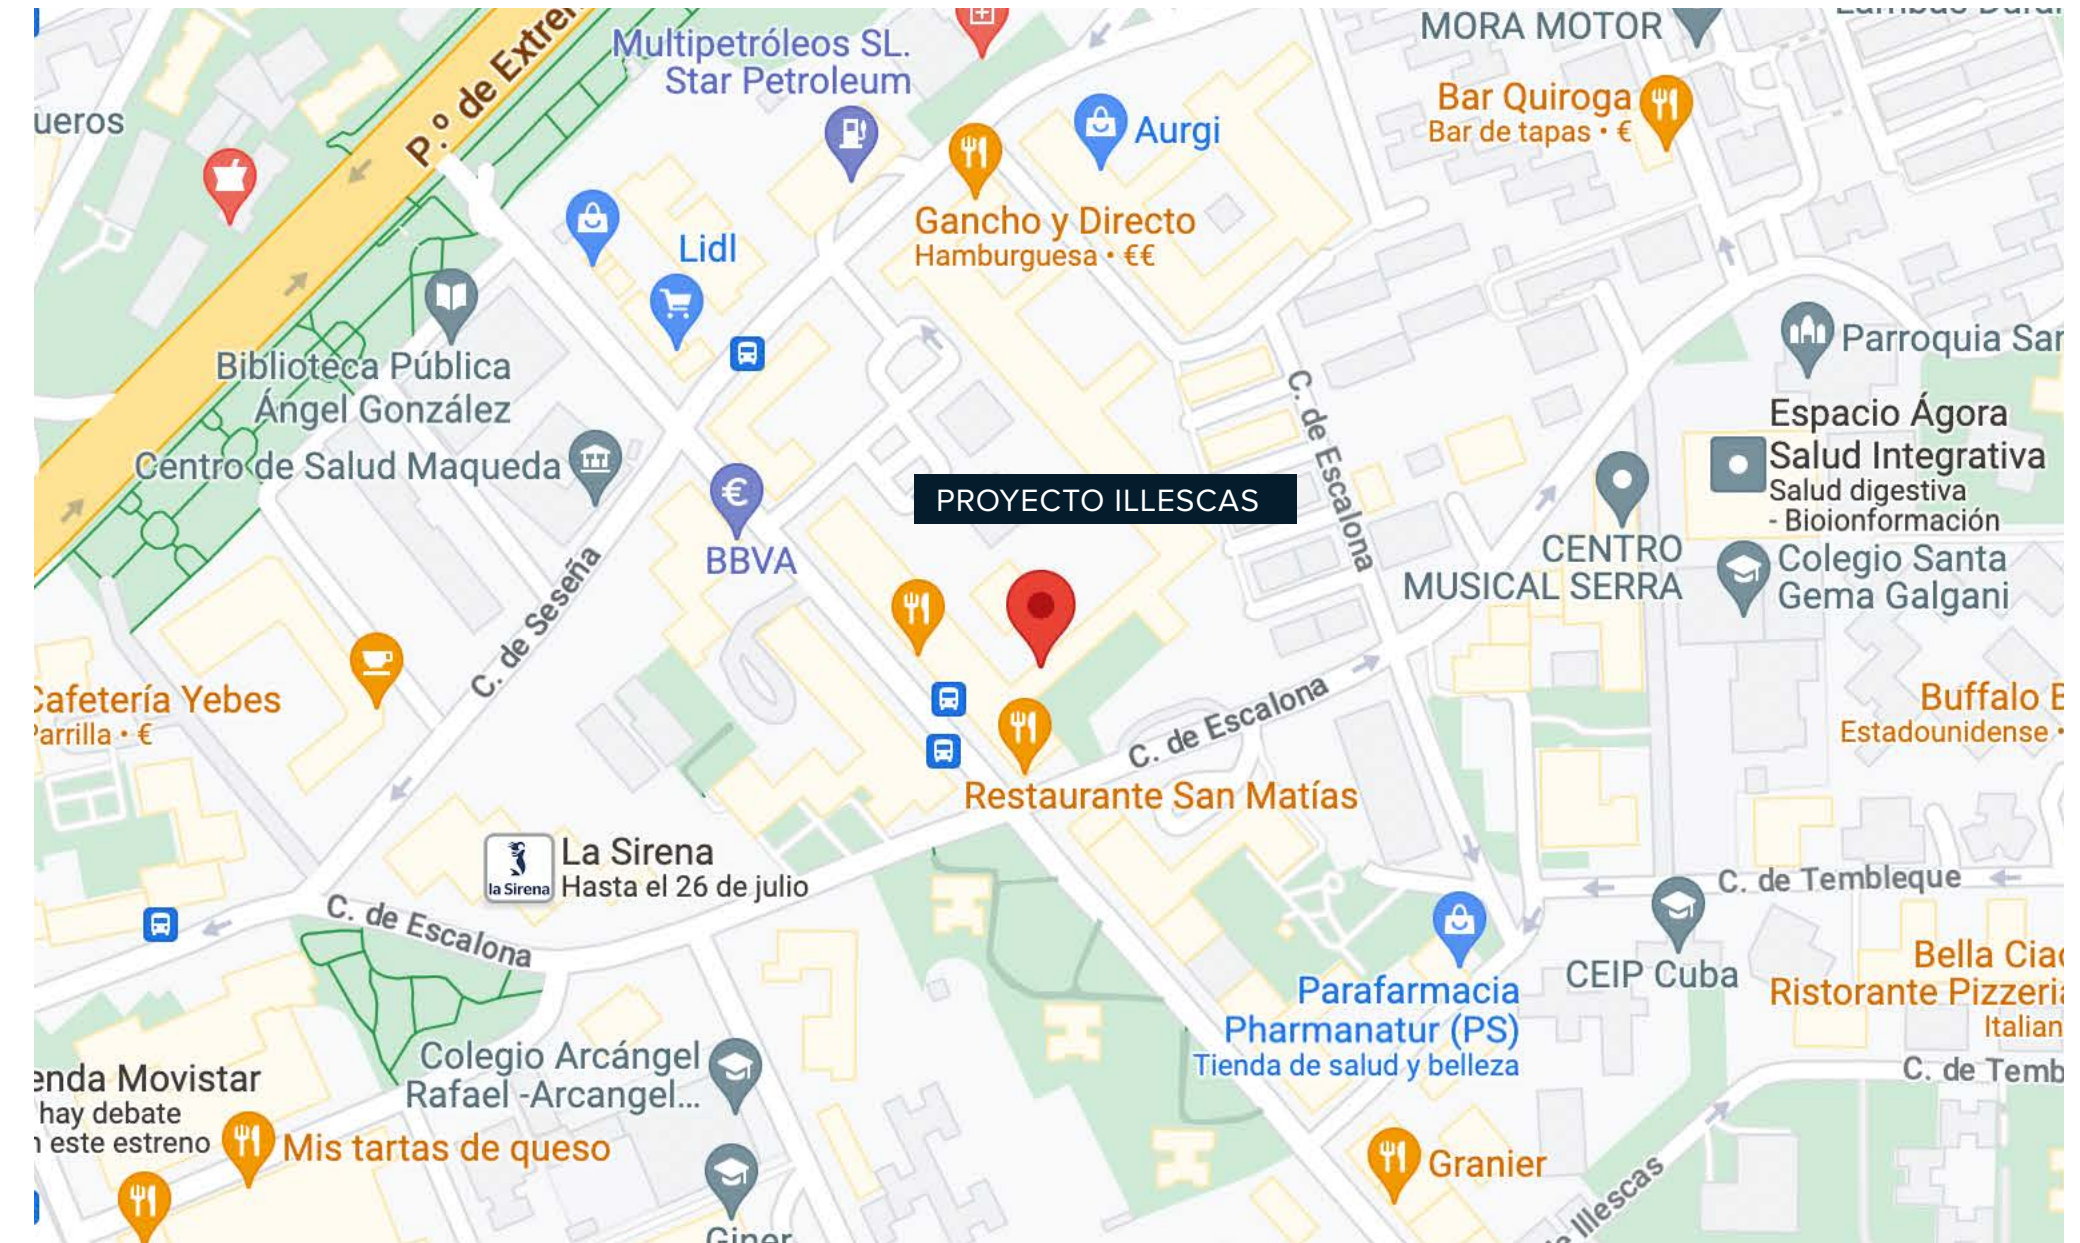 MORA MOTOR
P.º de Extre
Multipetróleos SL.
Star Petroleum
Bar Quiroga
Bar de tapas • €
ueros
Aurgi
Gancho y Directo
Hamburguesa • €€
Lidl
Parroquia Sar
Biblioteca Pública
Ángel González
C. de Escalona
Espacio Ágora
Salud Integrativa
Salud digestiva
- Bioionformación
Centro de Salud Maqueda
PROYECTO ILLESCAS
€
BBVA
CENTRO
MUSICAL SERRA
Colegio Santa
Gema Galgani
C. de Seseña
Cafetería Yebes
Parrilla • €
Buffalo B
Estadounidense •
C. de Escalona
Restaurante San Matías
la Sirena
La Sirena
Hasta el 26 de julio
C. de Tembleque
C. de Escalona
CEIP Cuba
Bella Ciao
Ristorante Pizzeria
Italian
Parafarmacia
Pharmanatur (PS)
Tienda de salud y belleza
Colegio Arcángel
Rafael -Arcangel...
C. de Temb
enda Movistar
hay debate
n este estreno
Mis tartas de queso
Granier
Illescas
Giner